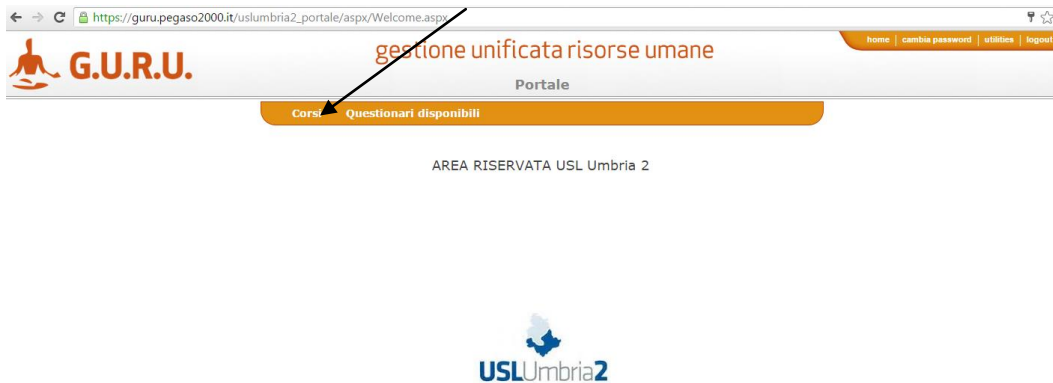 https://guru.pegaso2000.it/uslumbria2_portale/aspx/Welcome.aspx
home | cambia password | utilities | logout
G.U.R.U.
gestione unificata risorse umane
Portale
Corsi Questionari disponibili
AREA RISERVATA USL Umbria 2
USLUmbria2